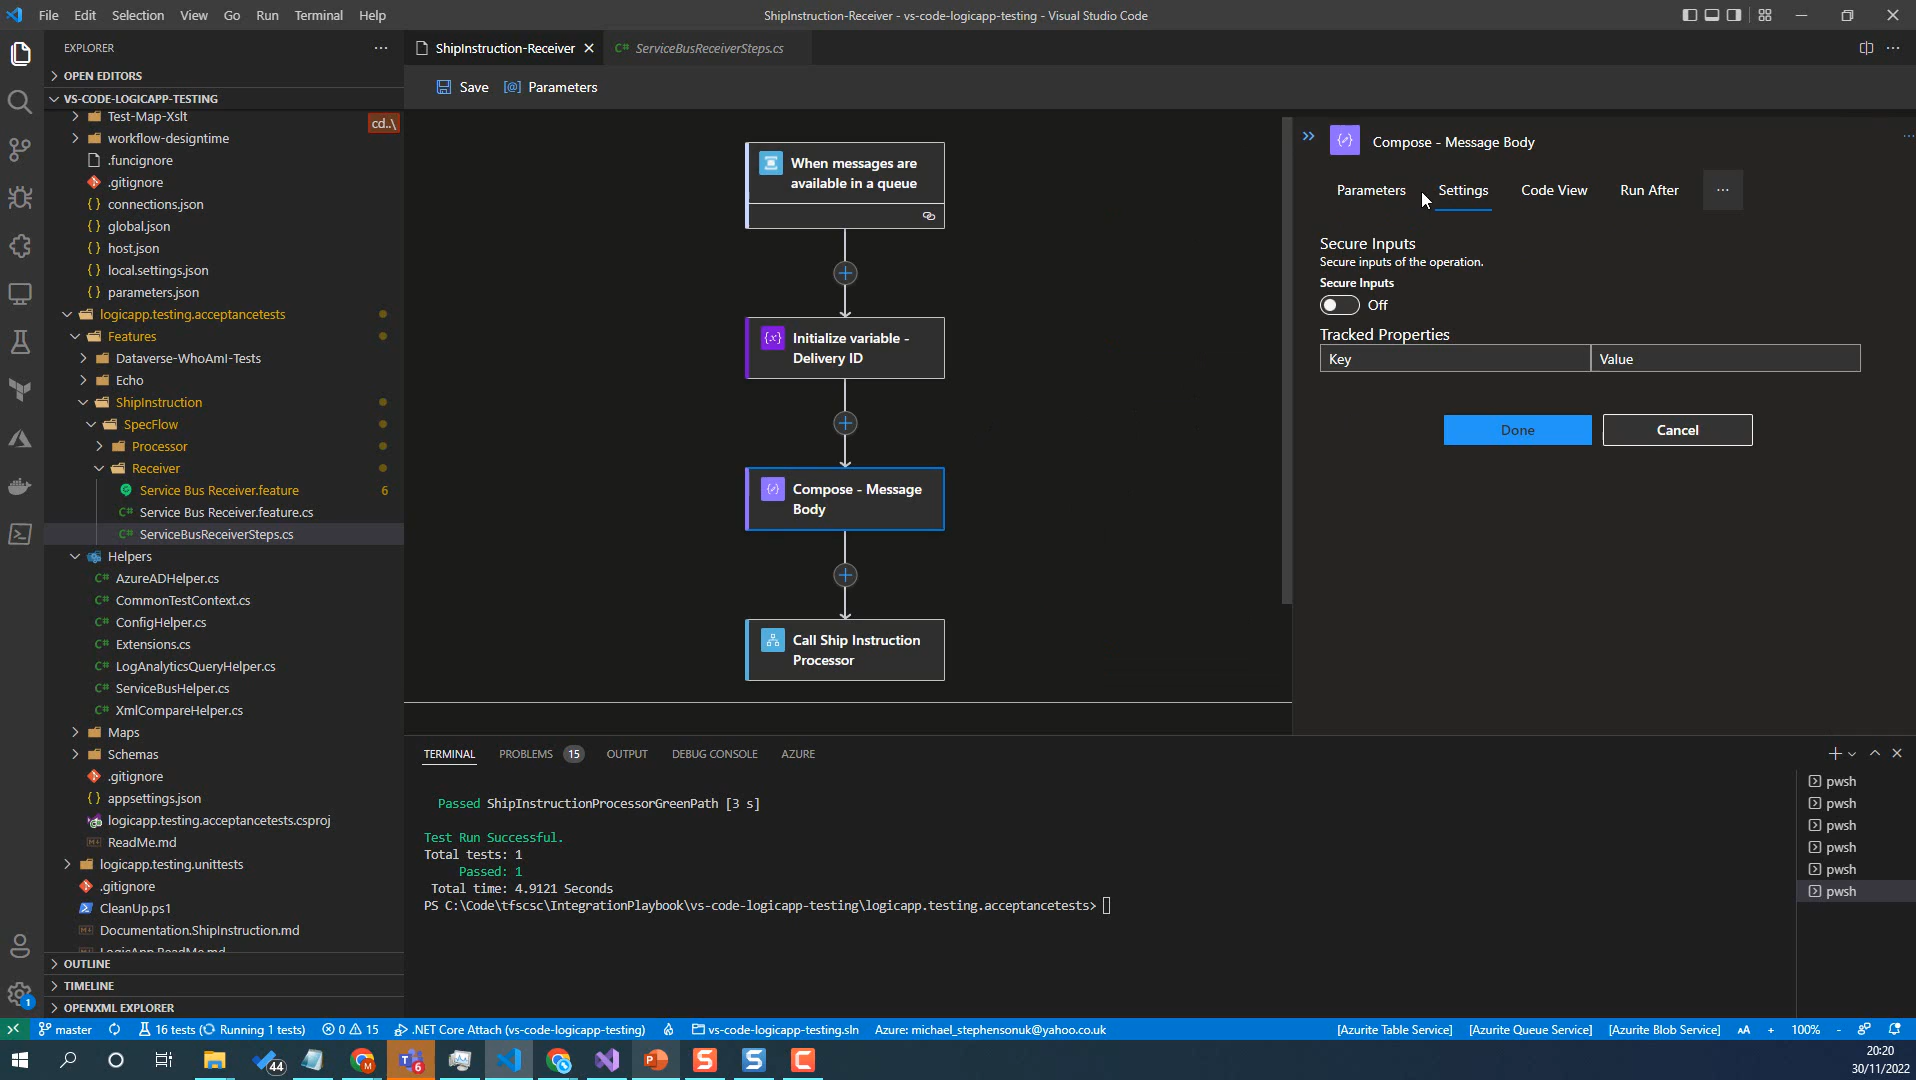 File Edit Selection View Go Run Terminal Help
ShipInstruction-Receiver - vs-code-logicapp-testing - Visual Studio Code
EXPLORER
OPEN EDITORS
VS-CODE-LOGICAPP-TESTING
Test-Map-Xslt
cd..\
workflow-designtime
.funcignore
.gitignore
connections.json
global.json
host.json
local.settings.json
parameters.json
logicapp.testing.acceptancetests
Features
Dataverse-WhoAmI-Tests
Echo
ShipInstruction
SpecFlow
Processor
Receiver
Service Bus Receiver.feature 6
Service Bus Receiver.feature.cs
ServiceBusReceiverSteps.cs
Helpers
AzureADHelper.cs
CommonTestContext.cs
ConfigHelper.cs
Extensions.cs
LogAnalyticsQueryHelper.cs
ServiceBusHelper.cs
XmlCompareHelper.cs
Maps
Schemas
.gitignore
appsettings.json
logicapp.testing.acceptancetests.csproj
ReadMe.md
logicapp.testing.unittests
.gitignore
CleanUp.ps1
Documentation.ShipInstruction.md
LogicApp.ReadMe.md
OUTLINE
TIMELINE
OPENXML EXPLORER
ShipInstruction-Receiver
ServiceBusReceiverSteps.cs
Save
Parameters
When messages are
available in a queue
Initialize variable -
Delivery ID
Compose - Message
Body
Call Ship Instruction
Processor
Compose - Message Body
Parameters Settings Code View Run After ...
Secure Inputs
Secure inputs of the operation.
Secure Inputs
Off
Tracked Properties
Key Value
Done Cancel
TERMINAL PROBLEMS 15 OUTPUT DEBUG CONSOLE AZURE
Passed ShipInstructionProcessorGreenPath [3 s]
Test Run Successful.
Total tests: 1
Passed: 1
Total time: 4.9121 Seconds
PS C:\Code\tfscsc\IntegrationPlaybook\vs-code-logicapp-testing\logicapp.testing.acceptancetests>
pwsh
pwsh
pwsh
pwsh
pwsh
pwsh
1
master 16 tests ( Running 1 tests) 0 15 .NET Core Attach (vs-code-logicapp-testing) vs-code-logicapp-testing.sln Azure: michael_stephensonuk@yahoo.co.uk [Azurite Table Service] [Azurite Queue Service] [Azurite Blob Service] AA + 100% -
44
6
20:20
30/11/2022